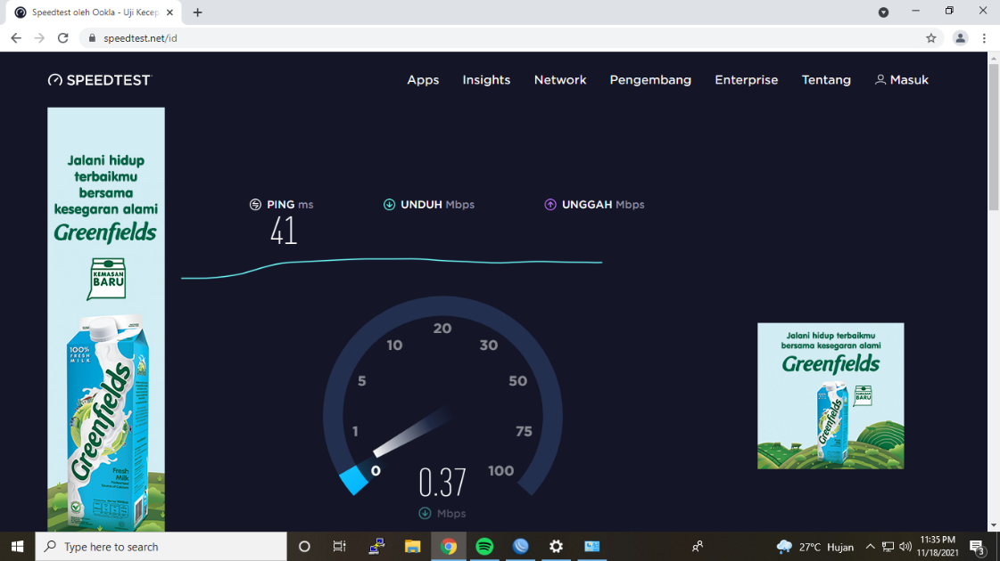 Speedtest oleh Ookla - Uji Kecep
speedtest.net/id
SPEEDTEST
Apps Insights Network Pengembang Enterprise Tentang Masuk
Jalani hidup
terbaikmu
bersama
kesegaran alami
Greenfields
KEMASAN
BARU
100%
FRESH
MILK
Greenfields
Fresh
Milk
PING ms
41
UNDUH Mbps
UNGGAH Mbps
0
1
5
10
20
30
50
75
100
0.37
Mbps
Jalani hidup terbaikmu
bersama kesegaran alami
Greenfields
KEMASAN
BARU
Greenfields
Type here to search
27°C Hujan
11:35 PM
11/18/2021
3